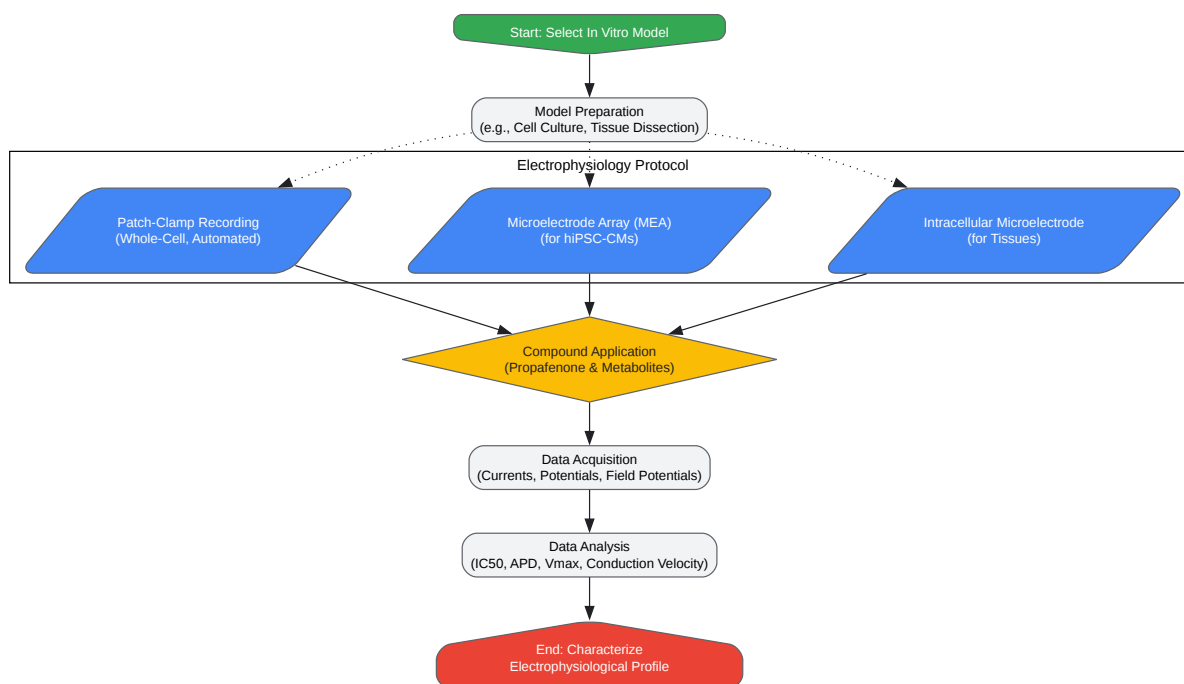 Start: Select In Vitro Model
Model Preparation
(e.g., Cell Culture, Tissue Dissection)
Electrophysiology Protocol
Patch-Clamp Recording
(Whole-Cell, Automated)
Microelectrode Array (MEA)
(for hiPSC-CMs)
Intracellular Microelectrode
(for Tissues)
Compound Application
(Propafenone & Metabolites)
Data Acquisition
(Currents, Potentials, Field Potentials)
Data Analysis
(IC50, APD, Vmax, Conduction Velocity)
End: Characterize
Electrophysiological Profile